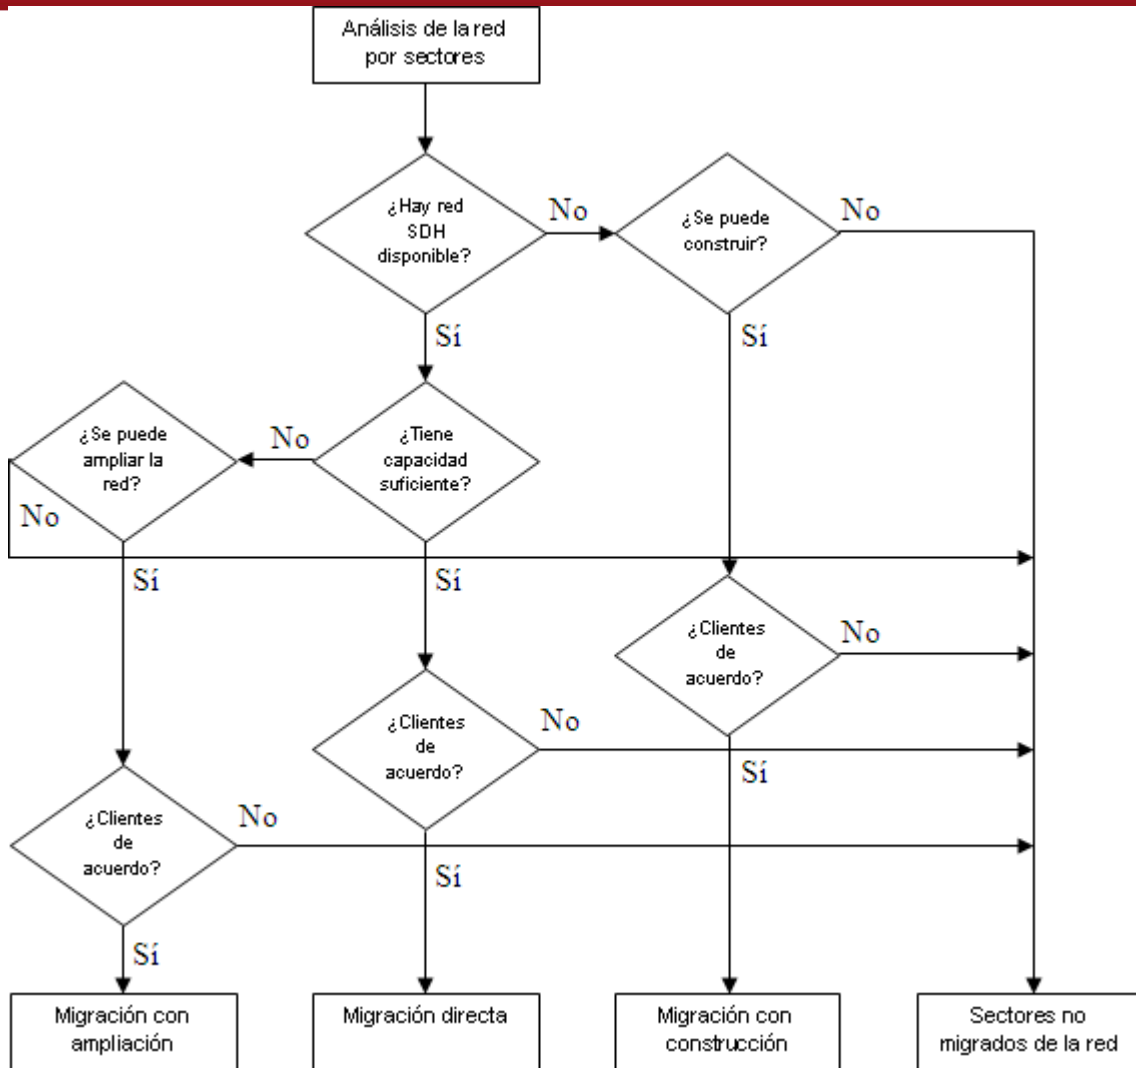 Análisis de la red
por sectores
¿Hay red
SDH
disponible?
No
¿Se puede
construir?
No
Sí
Sí
¿Se puede
ampliar la
red?
No
¿Tiene
capacidad
suficiente?
No
Sí
Sí
¿Clientes
de
acuerdo?
No
¿Clientes
de
acuerdo?
No
Sí
¿Clientes
de
acuerdo?
No
Sí
Sí
Migración con
ampliación
Migración directa
Migración con
construcción
Sectores no
migrados de la red